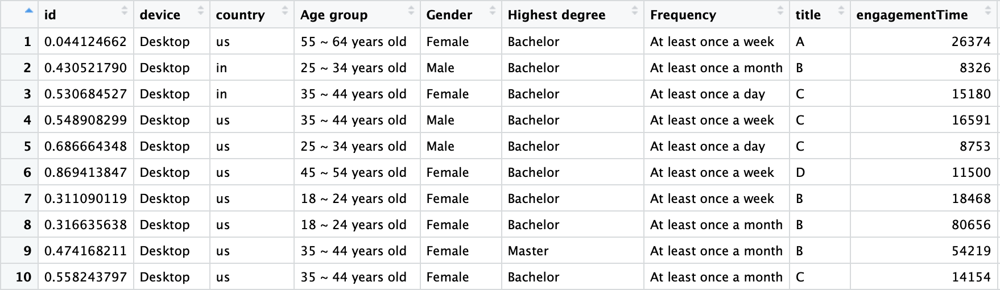 id device country Age group Gender Highest degree Frequency title engagementTime
1 0.044124662 Desktop us 55 ~ 64 years old Female Bachelor At least once a week A 26374
2 0.430521790 Desktop in 25 ~ 34 years old Male Bachelor At least once a month B 8326
3 0.530684527 Desktop in 35 ~ 44 years old Female Bachelor At least once a day C 15180
4 0.548908299 Desktop us 35 ~ 44 years old Male Bachelor At least once a week C 16591
5 0.686664348 Desktop us 25 ~ 34 years old Male Bachelor At least once a day C 8753
6 0.869413847 Desktop us 45 ~ 54 years old Female Bachelor At least once a week D 11500
7 0.311090119 Desktop us 18 ~ 24 years old Female Bachelor At least once a week B 18468
8 0.316635638 Desktop us 18 ~ 24 years old Female Bachelor At least once a month B 80656
9 0.474168211 Desktop us 35 ~ 44 years old Female Master At least once a month B 54219
10 0.558243797 Desktop us 35 ~ 44 years old Female Bachelor At least once a month C 14154